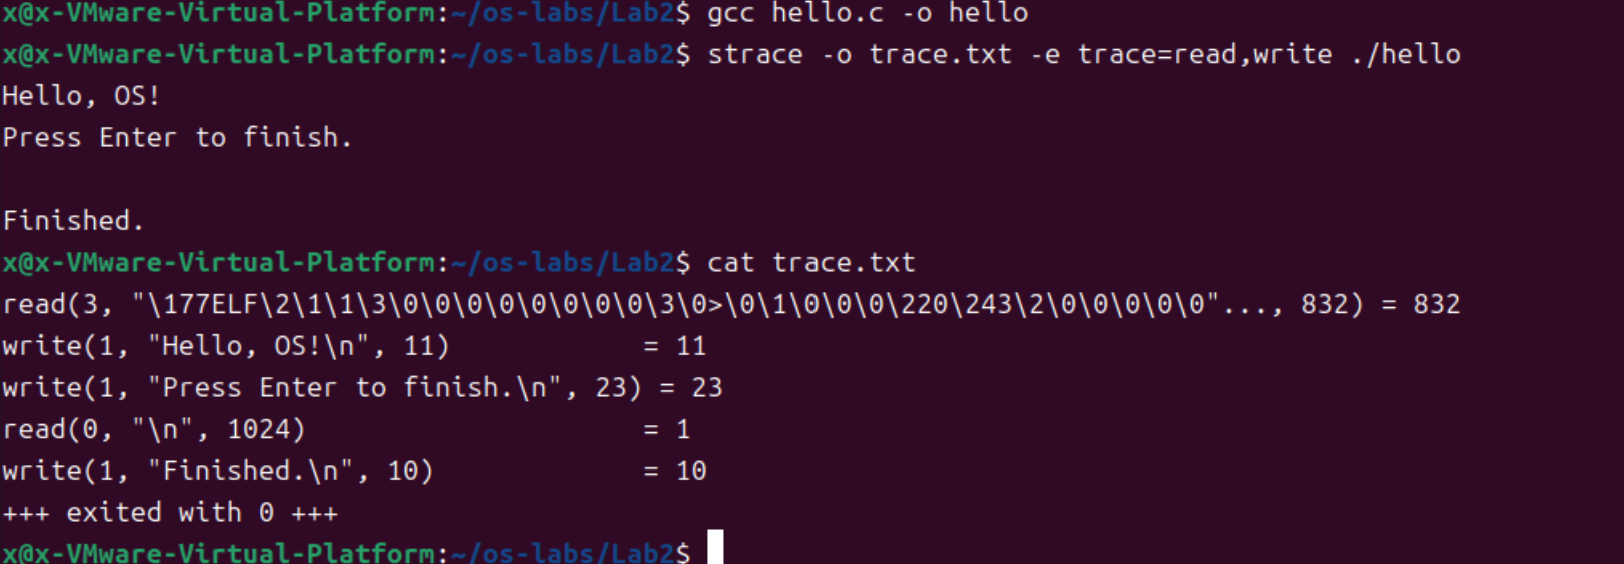 x@x-VMware-Virtual-Platform:~/os-labs/Lab2$ gcc hello.c -o hello
x@x-VMware-Virtual-Platform:~/os-labs/Lab2$ strace -o trace.txt -e trace=read,write ./hello
Hello, OS!
Press Enter to finish.
Finished.
x@x-VMware-Virtual-Platform:~/os-labs/Lab2$ cat trace.txt
read(3, "\177ELF\2\1\1\3\0\0\0\0\0\0\0\0\3\0>\0\1\0\0\0\220\243\2\0\0\0\0\0"..., 832) = 832
write(1, "Hello, OS!\n", 11)            = 11
write(1, "Press Enter to finish.\n", 23) = 23
read(0, "\n", 1024)                     = 1
write(1, "Finished.\n", 10)             = 10
+++ exited with 0 +++
x@x-VMware-Virtual-Platform:~/os-labs/Lab2$